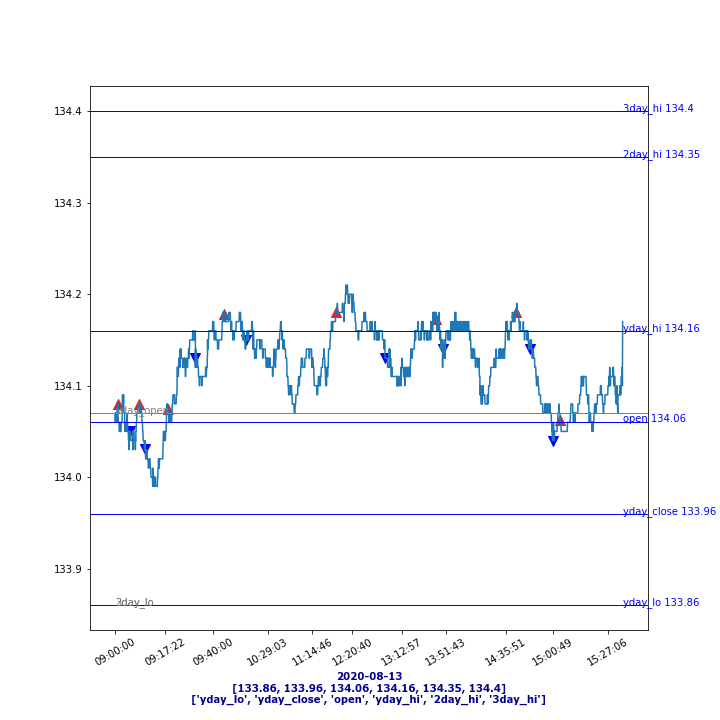 134.4
134.3
134.2
134.1
134.0
133.9
3day_hi 134.4
2day_hi 134.35
yday_hi 134.16
open 134.06
yday_close 133.96
yday_lo 133.86
3day_lo
09:00:00
09:17:22
09:40:00
10:29:03
11:14:46
12:20:40
13:12:57
13:51:43
14:35:51
15:00:49
15:27:06
2020-08-13
[133.86, 133.96, 134.06, 134.16, 134.35, 134.4]
['yday_lo', 'yday_close', 'open', 'yday_hi', '2day_hi', '3day_hi']